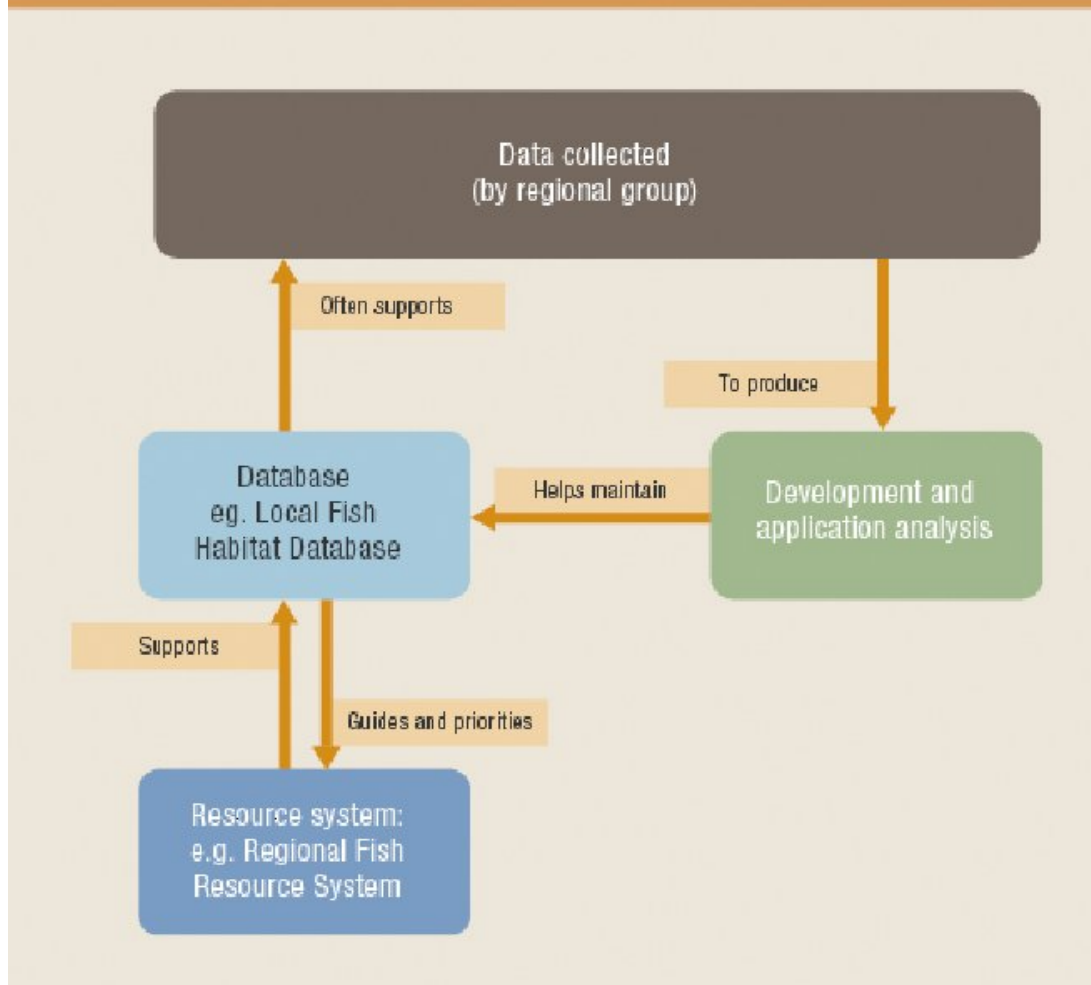 Data collected
(by regional group)
Often supports
To produce
Database
eg. Local Fish
Habitat Database
Helps maintain
Development and
application analysis
Supports
Guides and priorities
Resource system:
e.g. Regional Fish
Resource System